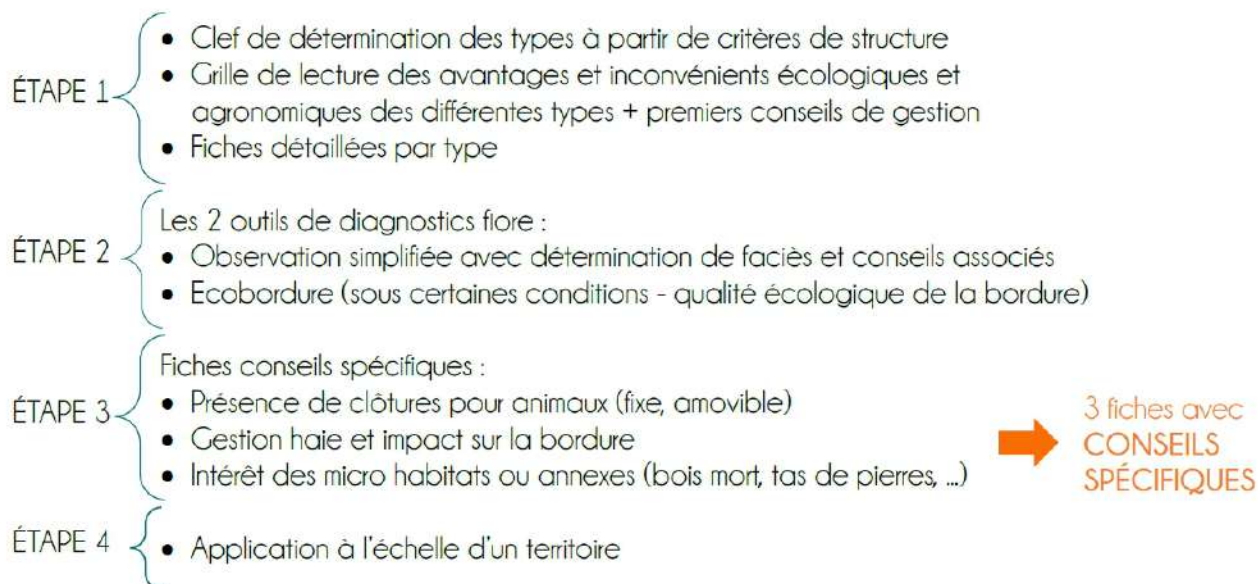 ÉTAPE 1
• Clef de détermination des types à partir de critères de structure
• Grille de lecture des avantages et inconvénients écologiques et
agronomiques des différentes types + premiers conseils de gestion
• Fiches détaillées par type
ÉTAPE 2
Les 2 outils de diagnostics flore :
• Observation simplifiée avec détermination de faciès et conseils associés
• Ecobordure (sous certaines conditions - qualité écologique de la bordure)
ÉTAPE 3
Fiches conseils spécifiques :
• Présence de clôtures pour animaux (fixe, amovible)
• Gestion haie et impact sur la bordure
• Intérêt des micro habitats ou annexes (bois mort, tas de pierres, ...)
3 fiches avec
CONSEILS
SPÉCIFIQUES
ÉTAPE 4
• Application à l'échelle d'un territoire